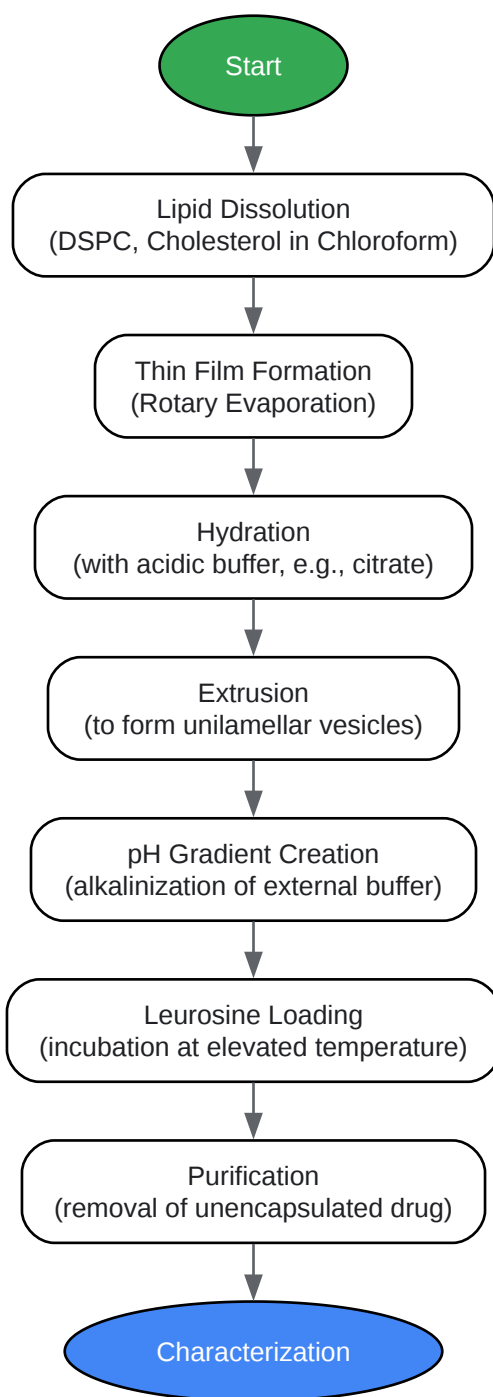 Start
Lipid Dissolution
(DSPC, Cholesterol in Chloroform)
Thin Film Formation
(Rotary Evaporation)
Hydration
(with acidic buffer, e.g., citrate)
Extrusion
(to form unilamellar vesicles)
pH Gradient Creation
(alkalinization of external buffer)
Leurosine Loading
(incubation at elevated temperature)
Purification
(removal of unencapsulated drug)
Characterization